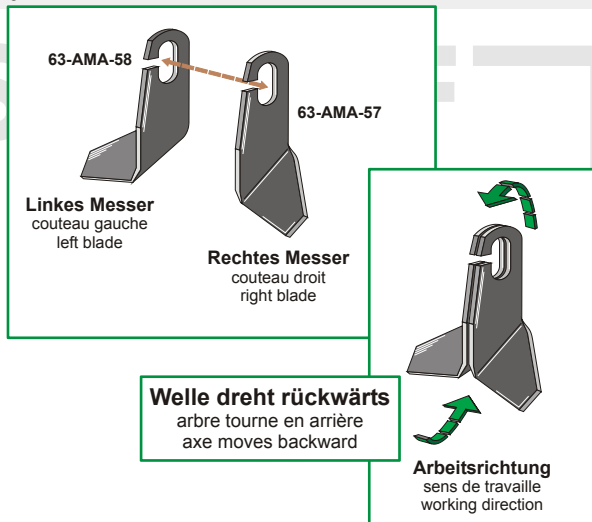 63-AMA-58
63-AMA-57
Linkes Messer
couteau gauche
left blade
Rechtes Messer
couteau droit
right blade
Welle dreht rückwärts
arbre tourne en arrière
axe moves backward
Arbeitsrichtung
sens de travaille
working direction